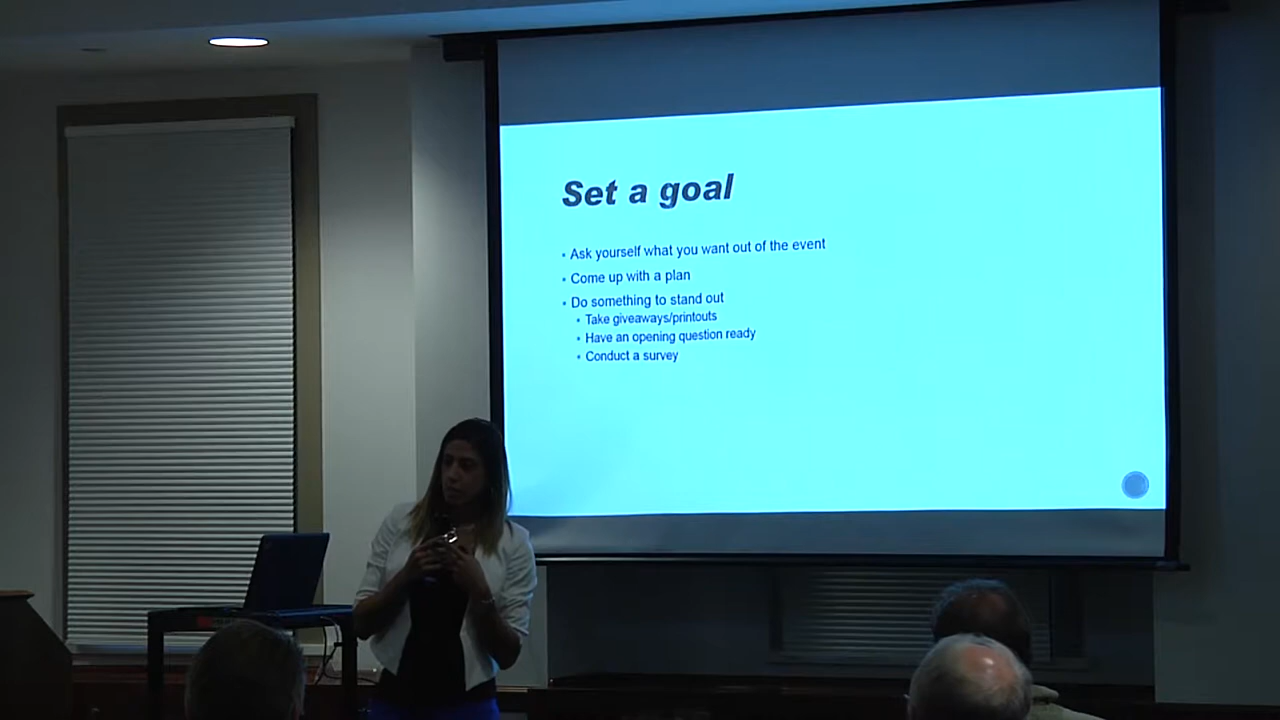 Set a goal
• Ask yourself what you want out of the event
• Come up with a plan
• Do something to stand out
• Take giveaways/printouts
• Have an opening question ready
• Conduct a survey